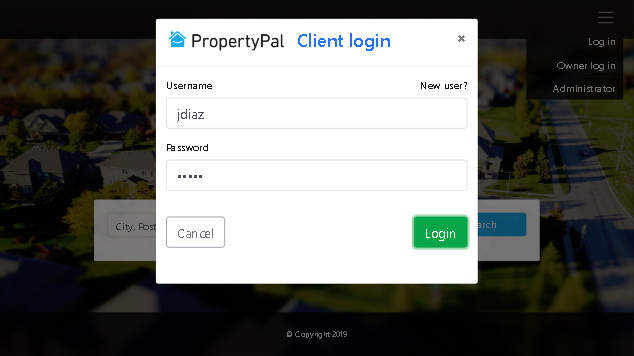 PropertyPal Client login ×
Username New user?
jdiaz
Password
•••••
Cancel Login
Log in
Owner log in
Administrator
City, Post
arch
© Copyright 2019